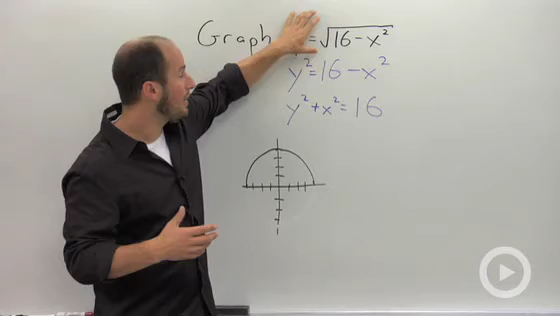 Graph y = √16 - x²
y² = 16 - x²
y² + x² = 16